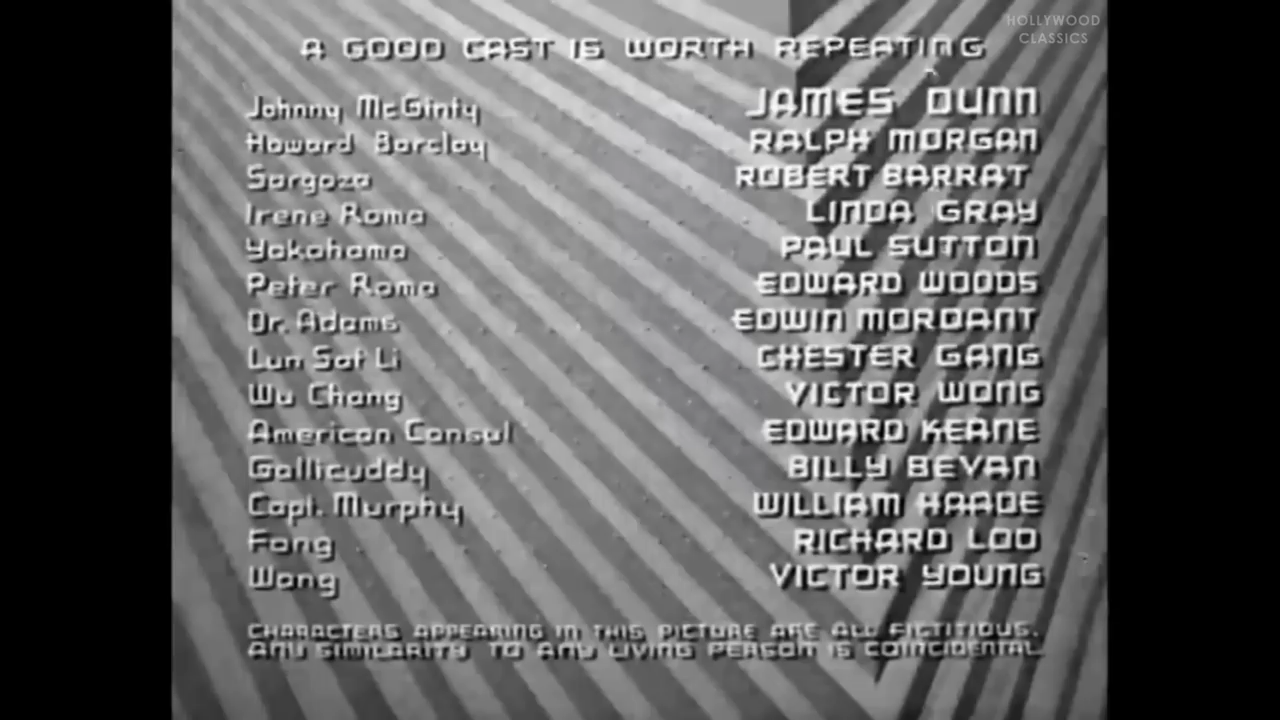 HOLLYWOOD
CLASSICS
A GOOD CAST IS WORTH REPEATING
Johnny McGinty JAMES DUNN
Howard Barclay RALPH MORGAN
Sargoza ROBERT BARRAT
Irene Roma LINDA GRAY
Yokohama PAUL SUTTON
Peter Roma EDWARD WOODS
Dr. Adams EDWIN MORDANT
Lun Sat Li CHESTER GANG
Wu Chang VICTOR WONG
American Consul EDWARD KEANE
Gallicuddy BILLY BEVAN
Capt. Murphy WILLIAM HAADE
Fong RICHARD LOO
Wong VICTOR YOUNG
CHARACTERS APPEARING IN THIS PICTURE ARE ALL FICTITIOUS.
ANY SIMILARITY TO ANY LIVING PERSON IS COINCIDENTAL